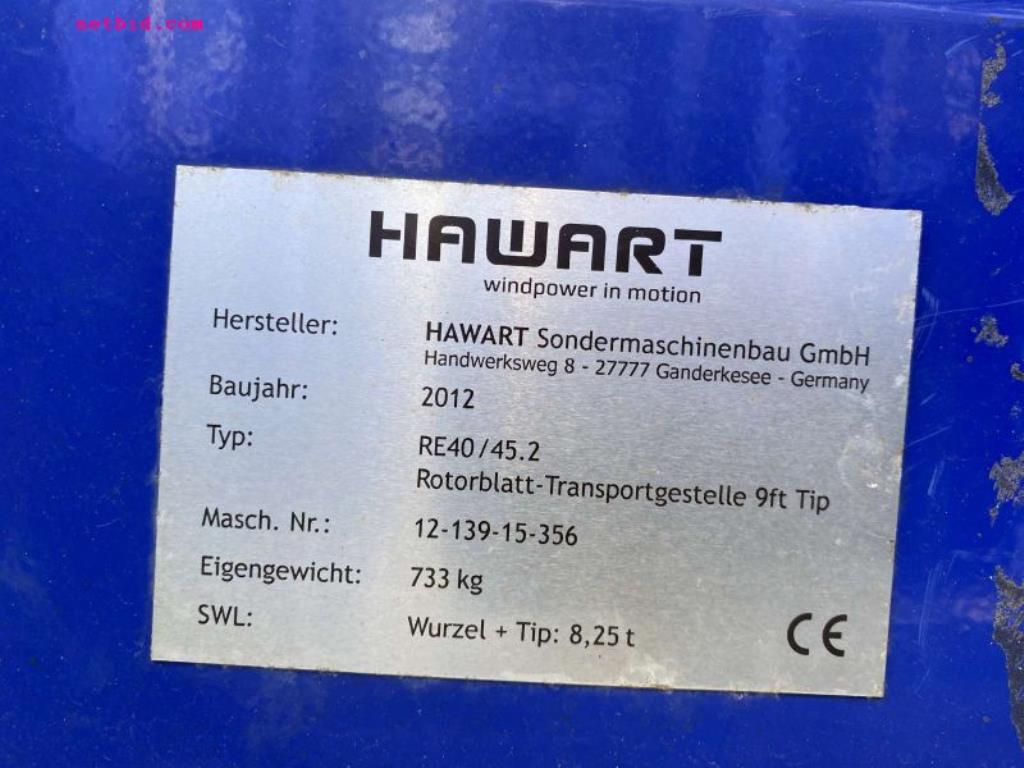 netbid.com
HAWART
windpower in motion
Hersteller: HAWART Sondermaschinenbau GmbH
Handwerksweg 8 - 27777 Ganderkesee - Germany
Baujahr: 2012
Typ: RE40/45.2
Rotorblatt-Transportgestelle 9ft Tip
Masch. Nr.: 12-139-15-356
Eigengewicht: 733 kg
SWL: Wurzel + Tip: 8,25 t
CE